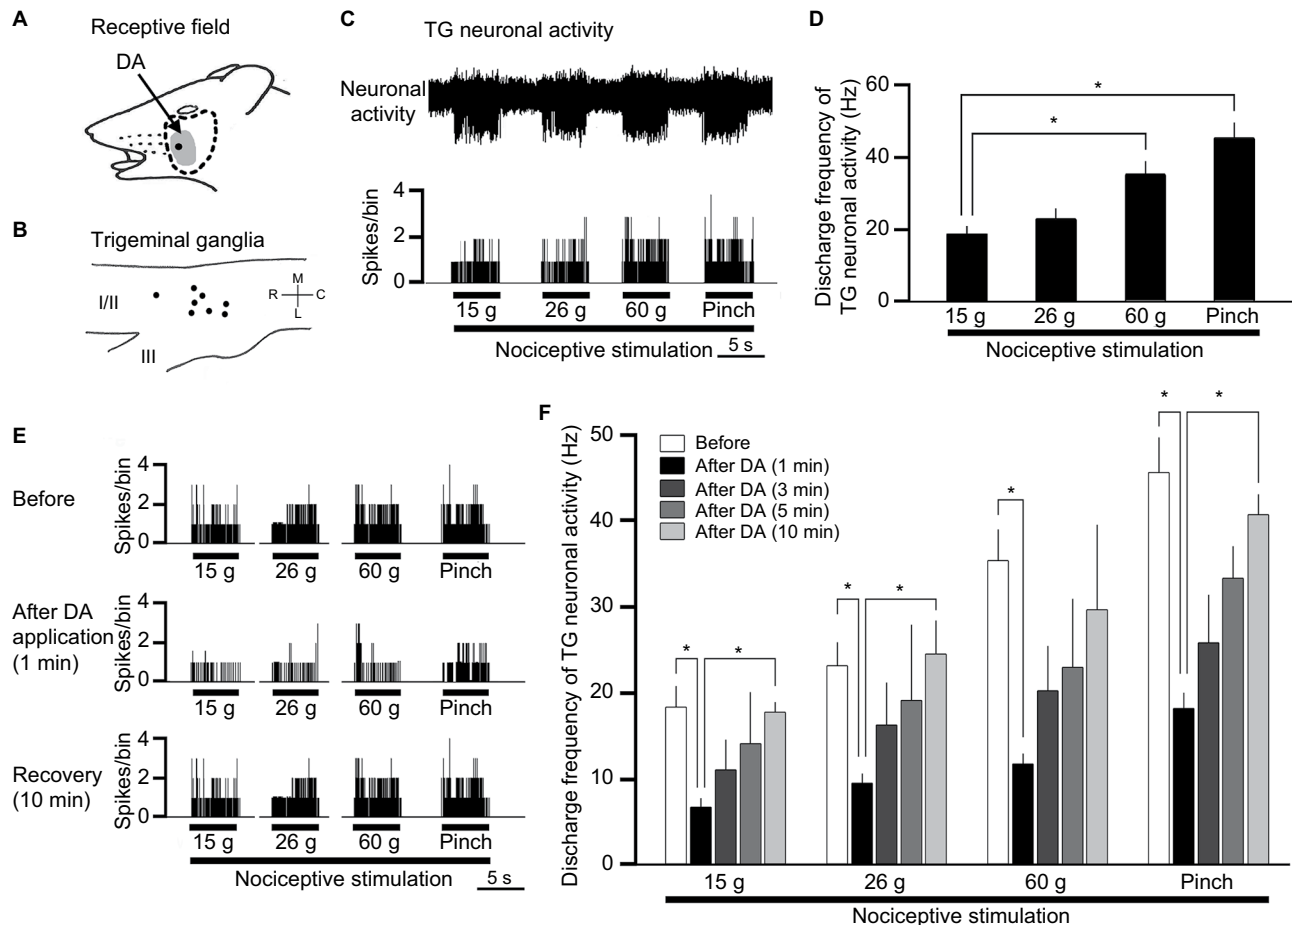 A
Receptive field
DA
B
Trigeminal ganglia
I/II
III
M
R
C
L
C
TG neuronal activity
Neuronal
activity
Spikes/bin
4
2
0
15 g
26 g
60 g
Pinch
Nociceptive stimulation
5 s
D
Discharge frequency of
TG neuronal activity (Hz)
60
40
20
0
*
*
15 g
26 g
60 g
Pinch
Nociceptive stimulation
E
Before
Spikes/bin
4
2
0
15 g
26 g
60 g
Pinch
After DA
application
(1 min)
Spikes/bin
4
2
0
15 g
26 g
60 g
Pinch
Recovery
(10 min)
Spikes/bin
4
2
0
15 g
26 g
60 g
Pinch
Nociceptive stimulation
5 s
F
Discharge frequency of TG neuronal activity (Hz)
50
40
30
20
10
0
Before
After DA (1 min)
After DA (3 min)
After DA (5 min)
After DA (10 min)
*
*
*
*
*
*
*
15 g
26 g
60 g
Pinch
Nociceptive stimulation